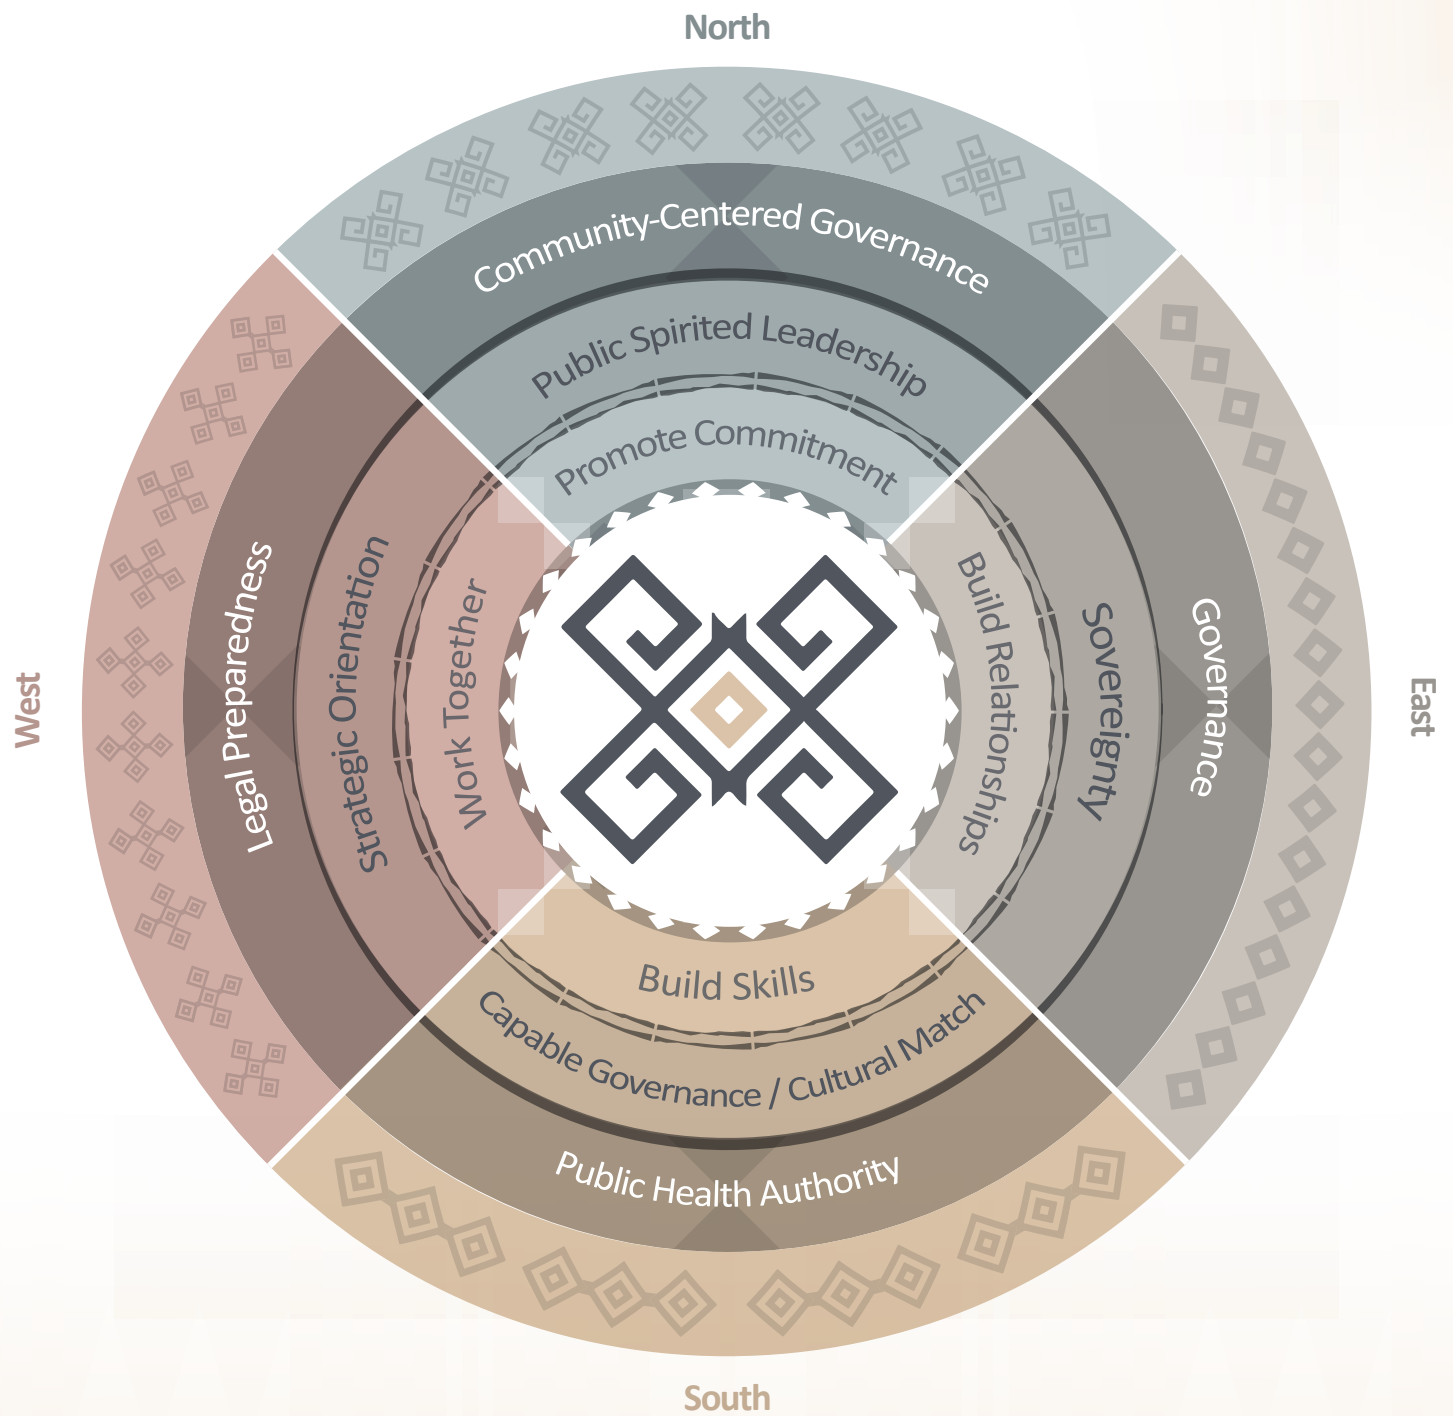 North
Community-Centered Governance
Public Spirited Leadership
Promote Commitment
East
Governance
Sovereignty
Build Relationships
South
Build Skills
Capable Governance / Cultural Match
Public Health Authority
West
Legal Preparedness
Strategic Orientation
Work Together